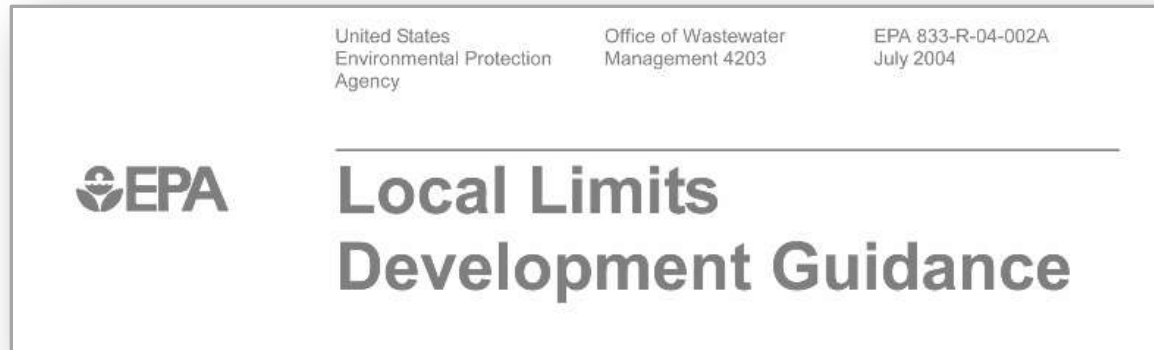 United States
Environmental Protection
Agency
Office of Wastewater
Management 4203
EPA 833-R-04-002A
July 2004
EPA
Local Limits
Development Guidance